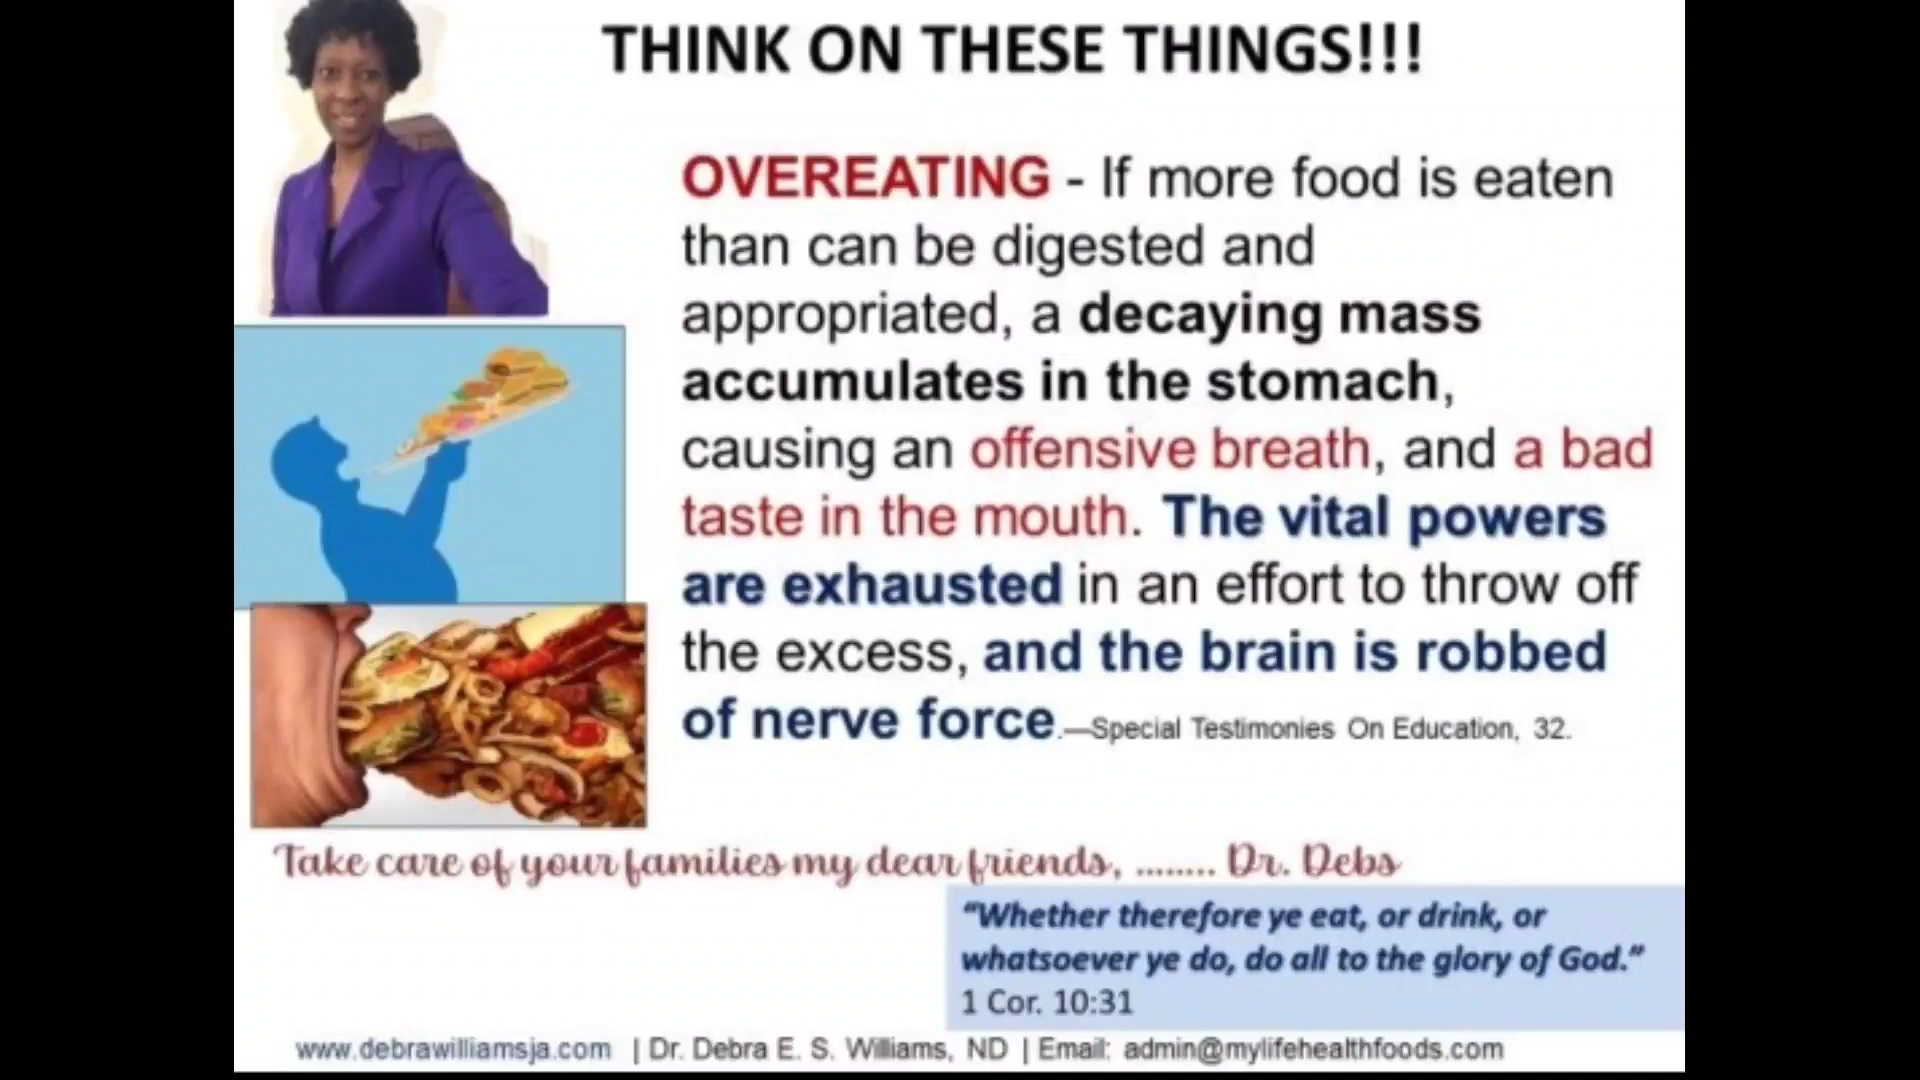 THINK ON THESE THINGS!!!
OVEREATING - If more food is eaten
than can be digested and
appropriated, a decaying mass
accumulates in the stomach,
causing an offensive breath, and a bad
taste in the mouth. The vital powers
are exhausted in an effort to throw off
the excess, and the brain is robbed
of nerve force.—Special Testimonies On Education, 32.
Take care of your families my dear friends, ........ Dr. Debs
“Whether therefore ye eat, or drink, or
whatsoever ye do, do all to the glory of God.”
1 Cor. 10:31
www.debrawilliamsja.com | Dr. Debra E. S. Williams, ND | Email: admin@mylifehealthfoods.com